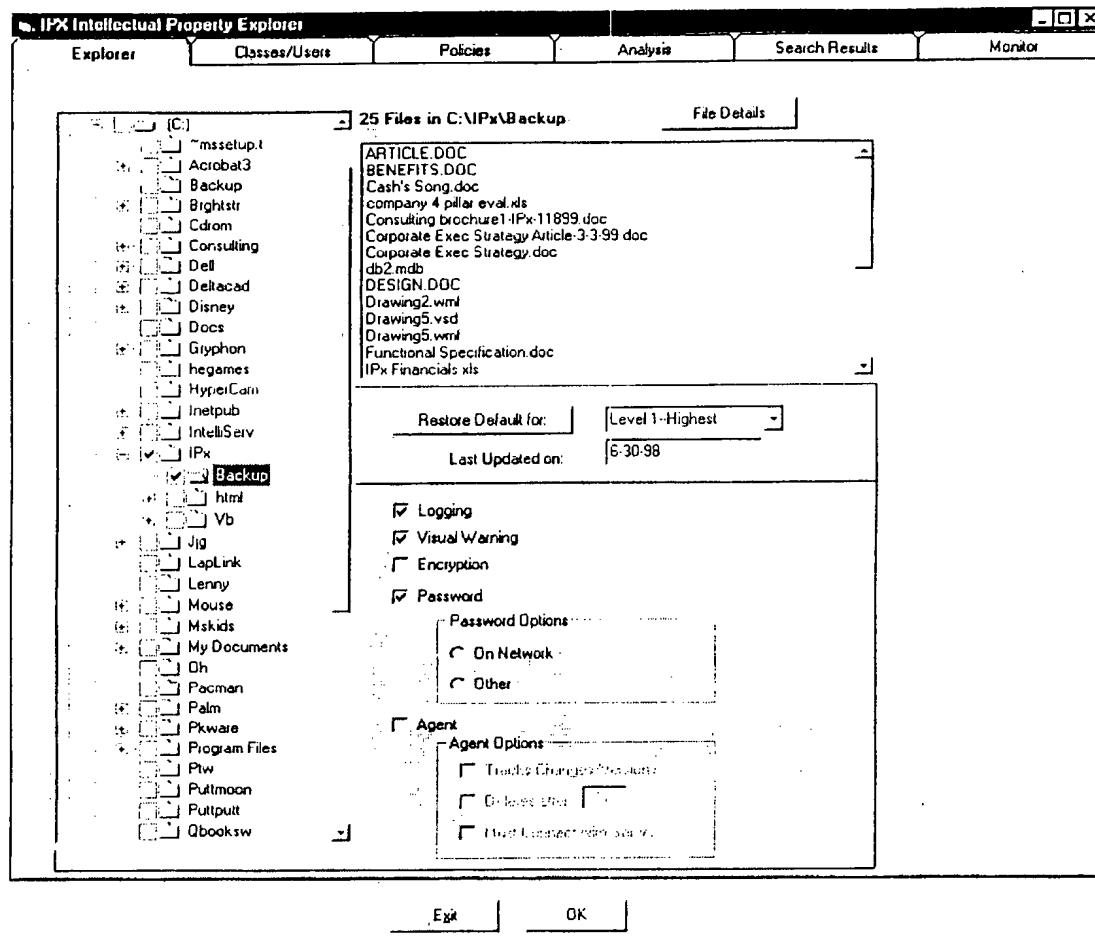 IPX Intellectual Property Explorer
Explorer
Classes/Users
Policies
Analysis
Search Results
Monitor
25 Files in C:\IPx\Backup
File Details
[C:]
~mssetup.t
Acrobat3
Backup
Brghtstr
Cdrom
Consulting
Dell
Deltacad
Disney
Docs
Gryphon
hegames
HyperCam
Inetpub
IntelliServ
IPx
Backup
html
Vb
Jjg
LapLink
Lenny
Mouse
Mskids
My Documents
Oh
Pacman
Palm
Pkware
Program Files
Ptw
Puttmoon
Puttputt
Qbooksw
ARTICLE.DOC
BENEFITS.DOC
Cash's Song.doc
company 4 pillar eval.xls
Consulting brochure1-IPx-11899.doc
Corporate Exec Strategy Article-3-3-99.doc
Corporate Exec Strategy.doc
db2.mdb
DESIGN.DOC
Drawing2.wmf
Drawing5.vsd
Drawing5.wmf
Functional Specification.doc
IPx Financials.xls
Restore Default for:
Level 1--Highest
Last Updated on:
6-30-98
Logging
Visual Warning
Encryption
Password
Password Options
On Network
Other
Agent
Agent Options
Tracks Changes
Must Connect
Exit
OK